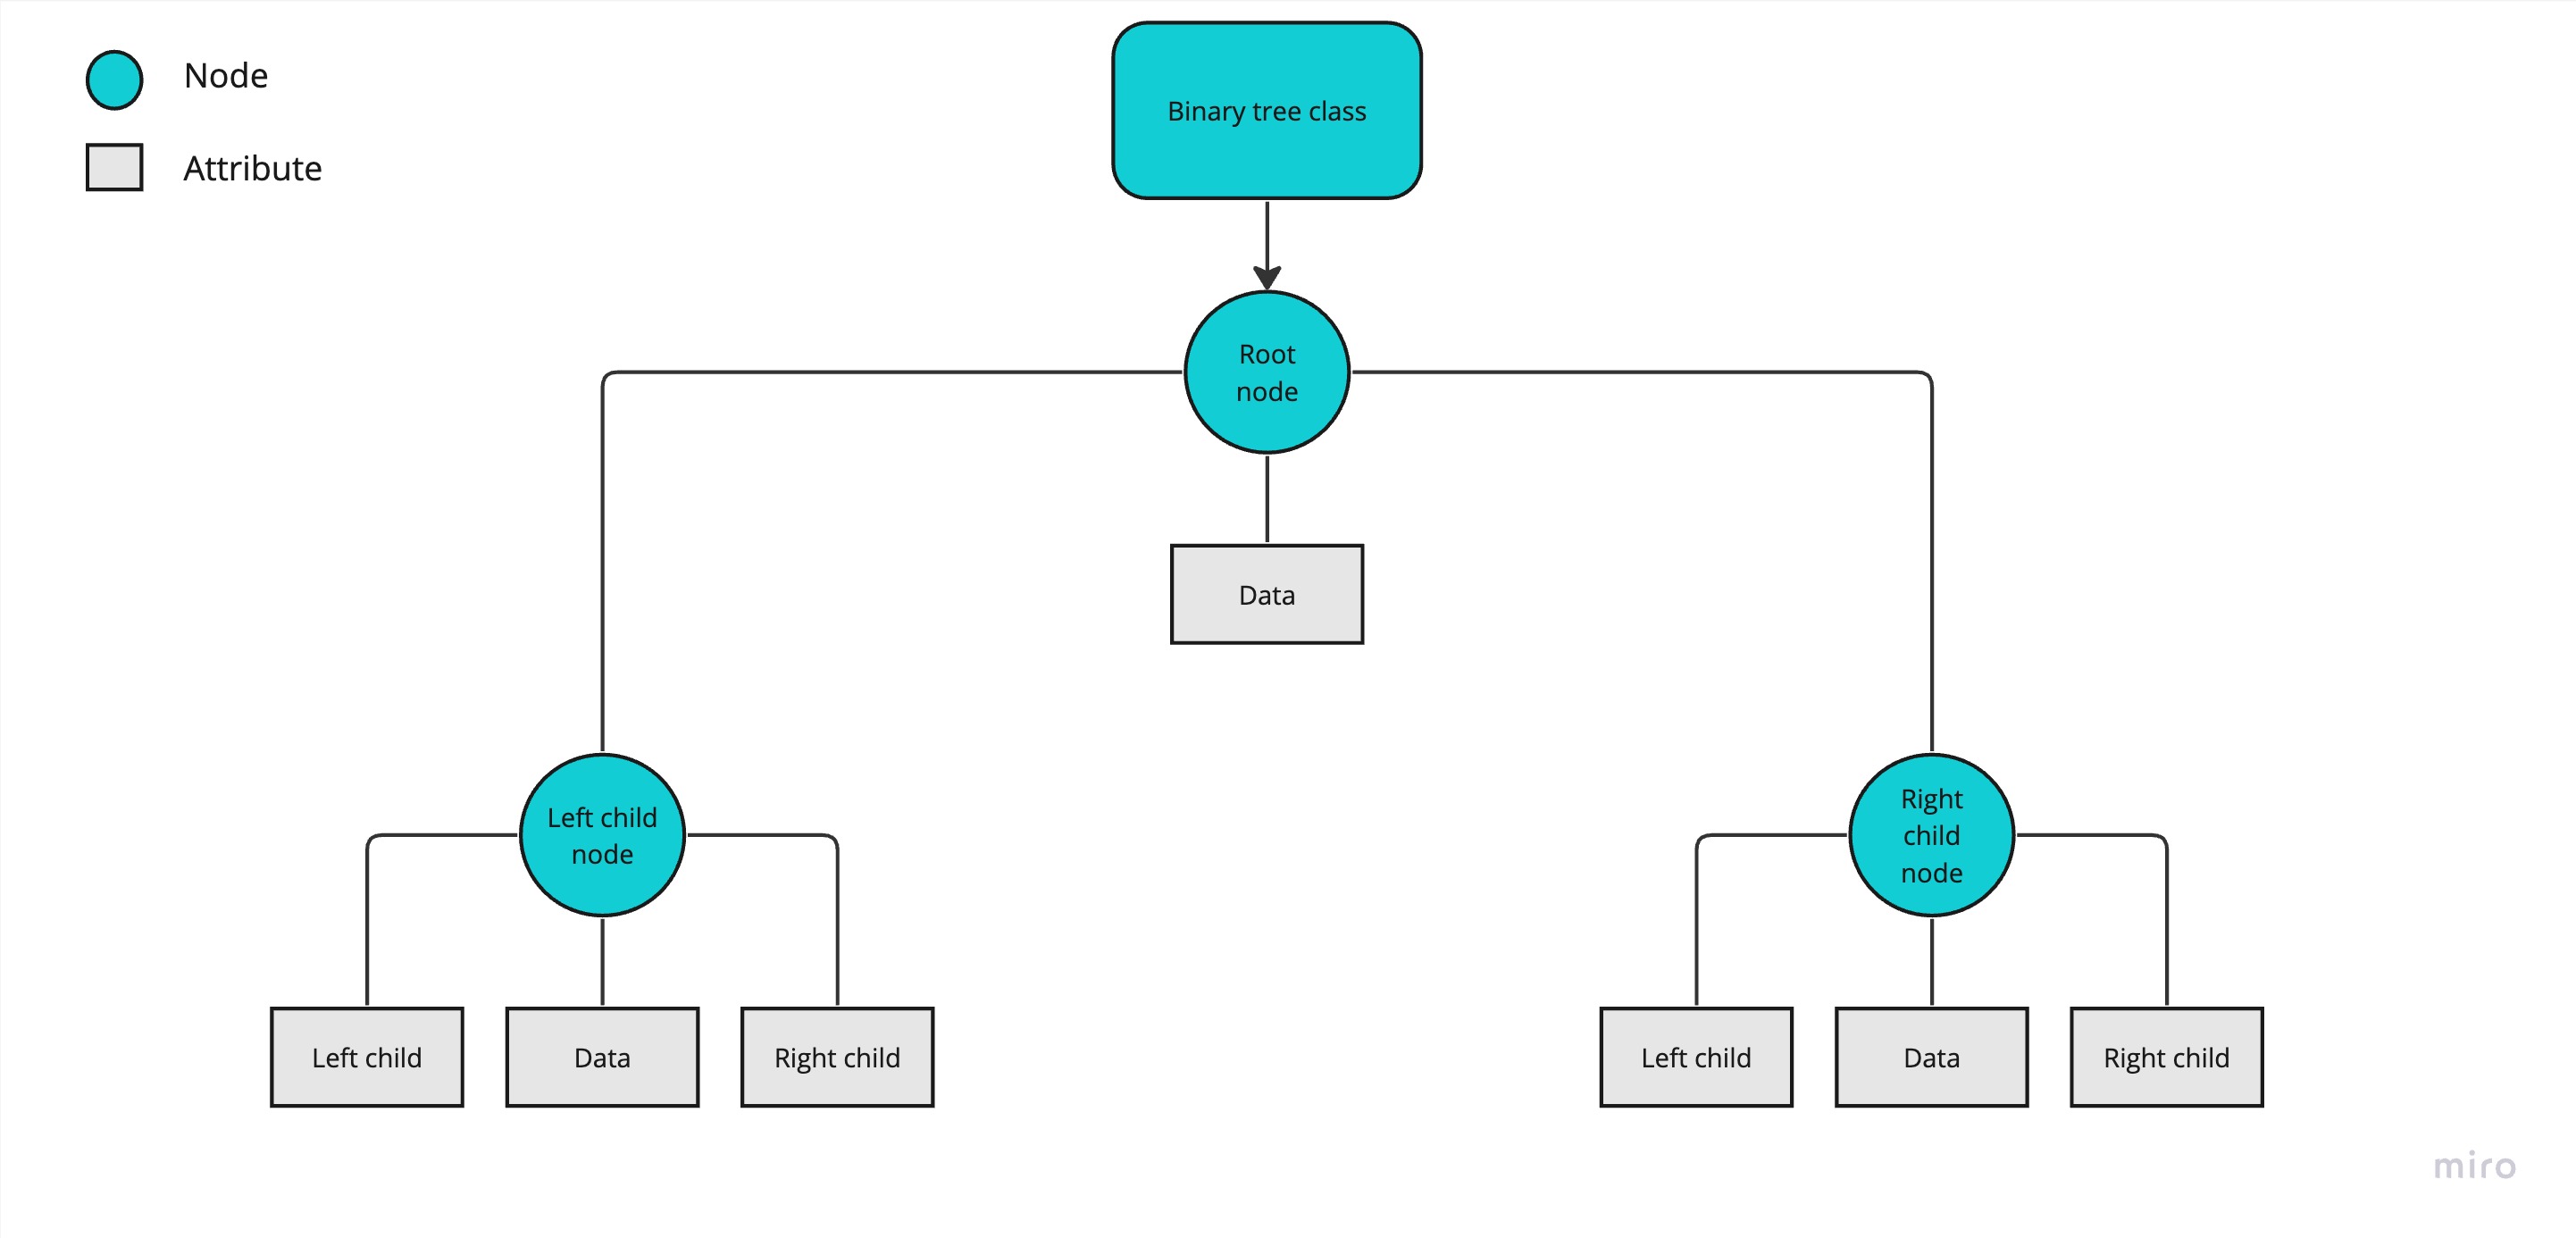 Node
Attribute
Binary tree class
Root
node
Data
Left child
node
Right
child
node
Left child
Data
Right child
Left child
Data
Right child
miro